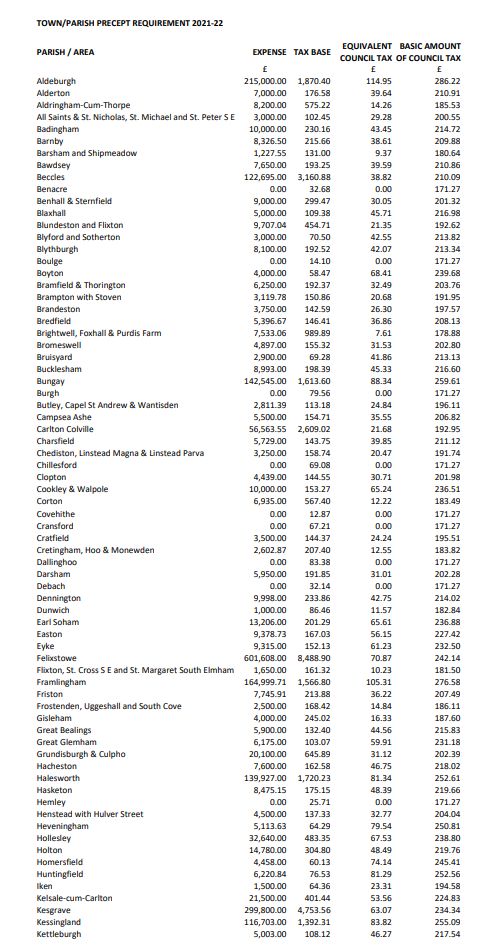 TOWN/PARISH PRECEPT REQUIREMENT 2021-22
EQUIVALENT BASIC AMOUNT
PARISH / AREA EXPENSE TAX BASE COUNCIL TAX OF COUNCIL TAX
£ £ £
Aldeburgh 215,000.00 1,870.40 114.95 286.22
Alderton 7,000.00 176.58 39.64 210.91
Aldringham-Cum-Thorpe 8,200.00 575.22 14.26 185.53
All Saints & St. Nicholas, St. Michael and St. Peter S E 3,000.00 102.45 29.28 200.55
Badingham 10,000.00 230.16 43.45 214.72
Barnby 8,326.50 215.66 38.61 209.88
Barsham and Shipmeadow 1,227.55 131.00 9.37 180.64
Bawdsey 7,650.00 193.25 39.59 210.86
Beccles 122,695.00 3,160.88 38.82 210.09
Benacre 0.00 32.68 0.00 171.27
Benhall & Sternfield 9,000.00 299.47 30.05 201.32
Blaxhall 5,000.00 109.38 45.71 216.98
Blundeston and Flixton 9,707.04 454.71 21.35 192.62
Blyford and Sotherton 3,000.00 70.50 42.55 213.82
Blythburgh 8,100.00 192.52 42.07 213.34
Boulge 0.00 14.10 0.00 171.27
Boyton 4,000.00 58.47 68.41 239.68
Bramfield & Thorington 6,250.00 192.37 32.49 203.76
Brampton with Stoven 3,119.78 150.86 20.68 191.95
Brandeston 3,750.00 142.59 26.30 197.57
Bredfield 5,396.67 146.41 36.86 208.13
Brightwell, Foxhall & Purdis Farm 7,533.06 989.89 7.61 178.88
Bromeswell 4,897.00 155.32 31.53 202.80
Bruisyard 2,900.00 69.28 41.86 213.13
Bucklesham 8,993.00 198.39 45.33 216.60
Bungay 142,545.00 1,613.60 88.34 259.61
Burgh 0.00 79.56 0.00 171.27
Butley, Capel St Andrew & Wantisden 2,811.39 113.18 24.84 196.11
Campsea Ashe 5,500.00 154.71 35.55 206.82
Carlton Colville 56,563.55 2,609.02 21.68 192.95
Charsfield 5,729.00 143.75 39.85 211.12
Chediston, Linstead Magna & Linstead Parva 3,250.00 158.74 20.47 191.74
Chillesford 0.00 69.08 0.00 171.27
Clopton 4,439.00 144.55 30.71 201.98
Cookley & Walpole 10,000.00 153.27 65.24 236.51
Corton 6,935.00 567.40 12.22 183.49
Covehithe 0.00 12.87 0.00 171.27
Cransford 0.00 67.21 0.00 171.27
Cratfield 3,500.00 144.37 24.24 195.51
Cretingham, Hoo & Monewden 2,602.87 207.40 12.55 183.82
Dallinghoo 0.00 83.38 0.00 171.27
Darsham 5,950.00 191.85 31.01 202.28
Debach 0.00 32.14 0.00 171.27
Dennington 9,998.00 233.86 42.75 214.02
Dunwich 1,000.00 86.46 11.57 182.84
Earl Soham 13,206.00 201.29 65.61 236.88
Easton 9,378.73 167.03 56.15 227.42
Eyke 9,315.00 152.13 61.23 232.50
Felixstowe 601,608.00 8,488.90 70.87 242.14
Flixton, St. Cross S E and St. Margaret South Elmham 1,650.00 161.32 10.23 181.50
Framlingham 164,999.71 1,566.80 105.31 276.58
Friston 7,745.91 213.88 36.22 207.49
Frostenden, Uggeshall and South Cove 2,500.00 168.42 14.84 186.11
Gisleham 4,000.00 245.02 16.33 187.60
Great Bealings 5,900.00 132.40 44.56 215.83
Great Glemham 6,175.00 103.07 59.91 231.18
Grundisburgh & Culpho 20,100.00 645.89 31.12 202.39
Hacheston 7,600.00 162.58 46.75 218.02
Halesworth 139,927.00 1,720.23 81.34 252.61
Hasketon 8,475.15 175.15 48.39 219.66
Hemley 0.00 25.71 0.00 171.27
Henstead with Hulver Street 4,500.00 137.33 32.77 204.04
Heveningham 5,113.63 64.29 79.54 250.81
Hollesley 32,640.00 483.35 67.53 238.80
Holton 14,780.00 304.80 48.49 219.76
Homersfield 4,458.00 60.13 74.14 245.41
Huntingfield 6,220.84 76.53 81.29 252.56
Iken 1,500.00 64.36 23.31 194.58
Kelsale-cum-Carlton 21,500.00 401.44 53.56 224.83
Kesgrave 299,800.00 4,753.56 63.07 234.34
Kessingland 116,703.00 1,392.31 83.82 255.09
Kettleburgh 5,003.00 108.12 46.27 217.54